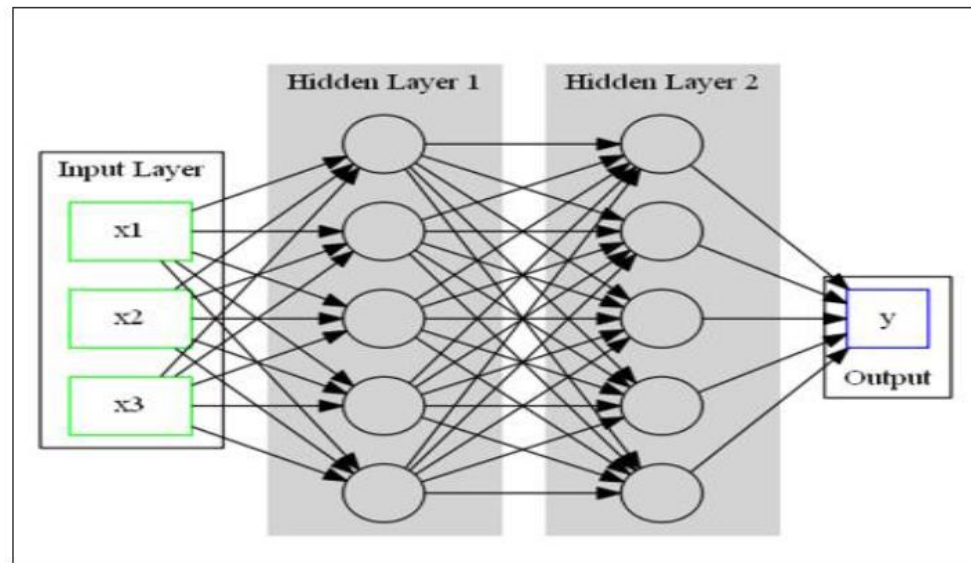 Hidden Layer 1
Hidden Layer 2
Input Layer
x1
x2
x3
y
Output